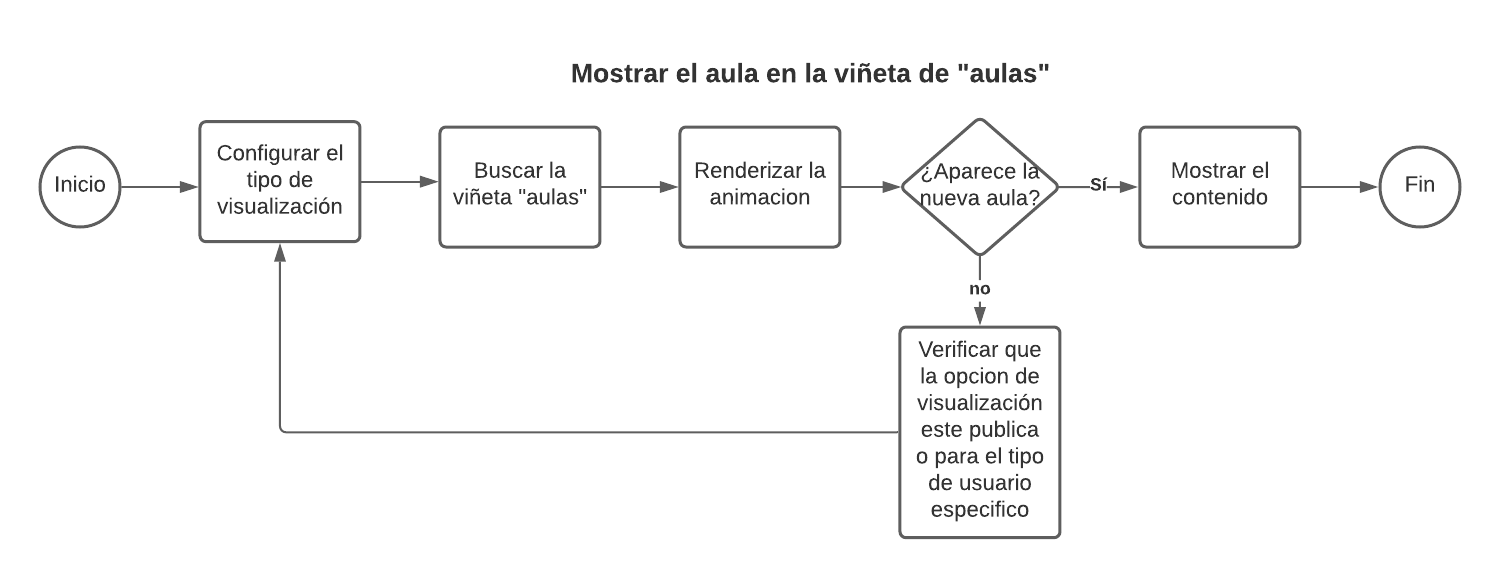 Mostrar el aula en la viñeta de "aulas"
Inicio
Configurar el
tipo de
visualización
Buscar la
viñeta "aulas"
Renderizar la
animacion
¿Aparece la
nueva aula?
Sí
Mostrar el
contenido
Fin
no
Verificar que
la opcion de
visualización
este publica
o para el tipo
de usuario
especifico